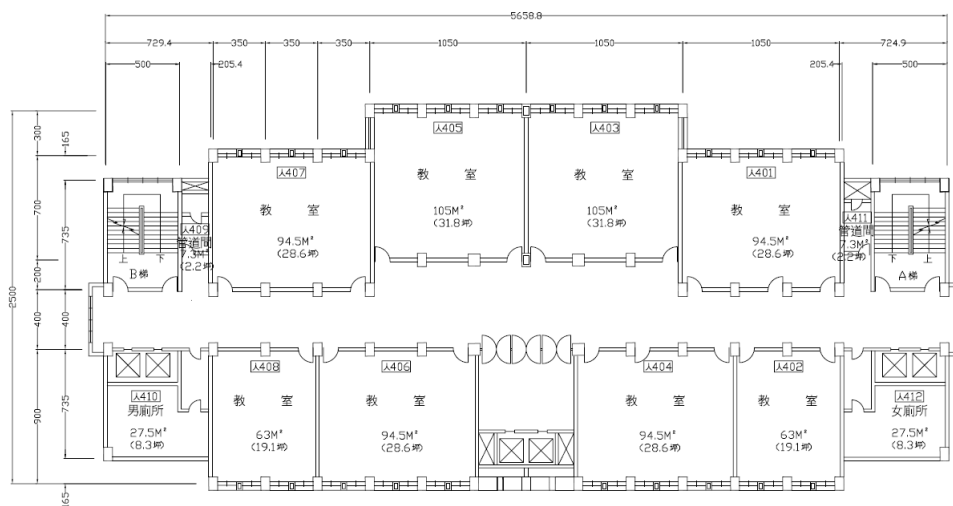 5658.8
729.4
350
350
350
1050
1050
1050
724.9
500
205.4
205.4
500
300
165
700
735
200
2500
400
400
900
735
165
人405
教 室
105M²
(31.8坪)
人403
教 室
105M²
(31.8坪)
人407
教 室
94.5M²
(28.6坪)
人401
教 室
94.5M²
(28.6坪)
人409
管道間
7.3M²
(2.2坪)
上 下
B梯
人411
管道間
7.3M²
(2.2坪)
下 上
A梯
人410
男廁所
27.5M²
(8.3坪)
人408
教 室
63M²
(19.1坪)
人406
教 室
94.5M²
(28.6坪)
人404
教 室
94.5M²
(28.6坪)
人402
教 室
63M²
(19.1坪)
人412
女廁所
27.5M²
(8.3坪)